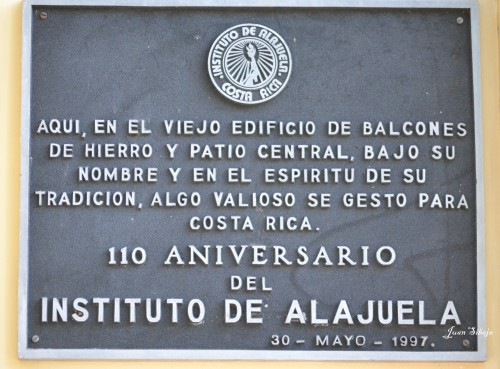 INSTITUTO DE ALAJUELA
COSTA RICA
AQUI, EN EL VIEJO EDIFICIO DE BALCONES
DE HIERRO Y PATIO CENTRAL, BAJO SU
NOMBRE Y EN EL ESPIRITU DE SU
TRADICION, ALGO VALIOSO SE GESTO PARA
COSTA RICA.
110 ANIVERSARIO
DEL
INSTITUTO DE ALAJUELA
30 - MAYO - 1997.